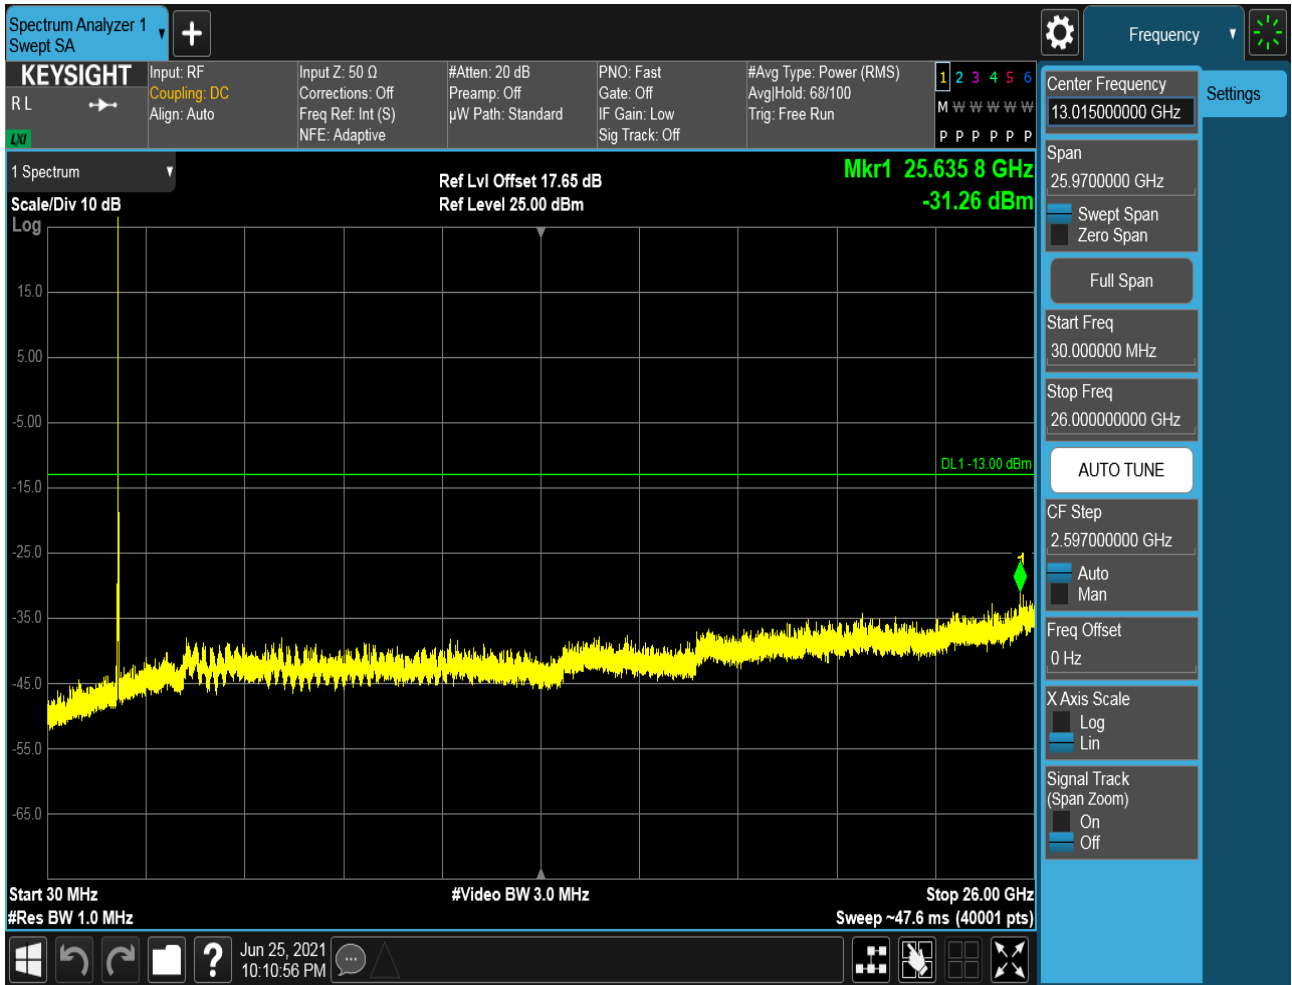 Spectrum Analyzer 1
Swept SA
Frequency
KEYSIGHT
R L
LXI
Input: RF
Coupling: DC
Align: Auto
Input Z: 50 Ω
Corrections: Off
Freq Ref: Int (S)
NFE: Adaptive
#Atten: 20 dB
Preamp: Off
µW Path: Standard
PNO: Fast
Gate: Off
IF Gain: Low
Sig Track: Off
#Avg Type: Power (RMS)
Avg|Hold: 68/100
Trig: Free Run
1 2 3 4 5 6
M W W W W W
P P P P P P
1 Spectrum
Scale/Div 10 dB
Log
Ref Lvl Offset 17.65 dB
Ref Level 25.00 dBm
Mkr1 25.635 8 GHz
-31.26 dBm
15.0
5.00
-5.00
DL1 -13.00 dBm
-15.0
-25.0
1
-35.0
-45.0
-55.0
-65.0
Start 30 MHz
#Video BW 3.0 MHz
Stop 26.00 GHz
#Res BW 1.0 MHz
Sweep ~47.6 ms (40001 pts)
Jun 25, 2021
10:10:56 PM
Center Frequency
13.015000000 GHz
Settings
Span
25.9700000 GHz
Swept Span
Zero Span
Full Span
Start Freq
30.000000 MHz
Stop Freq
26.000000000 GHz
AUTO TUNE
CF Step
2.597000000 GHz
Auto
Man
Freq Offset
0 Hz
X Axis Scale
Log
Lin
Signal Track
(Span Zoom)
On
Off